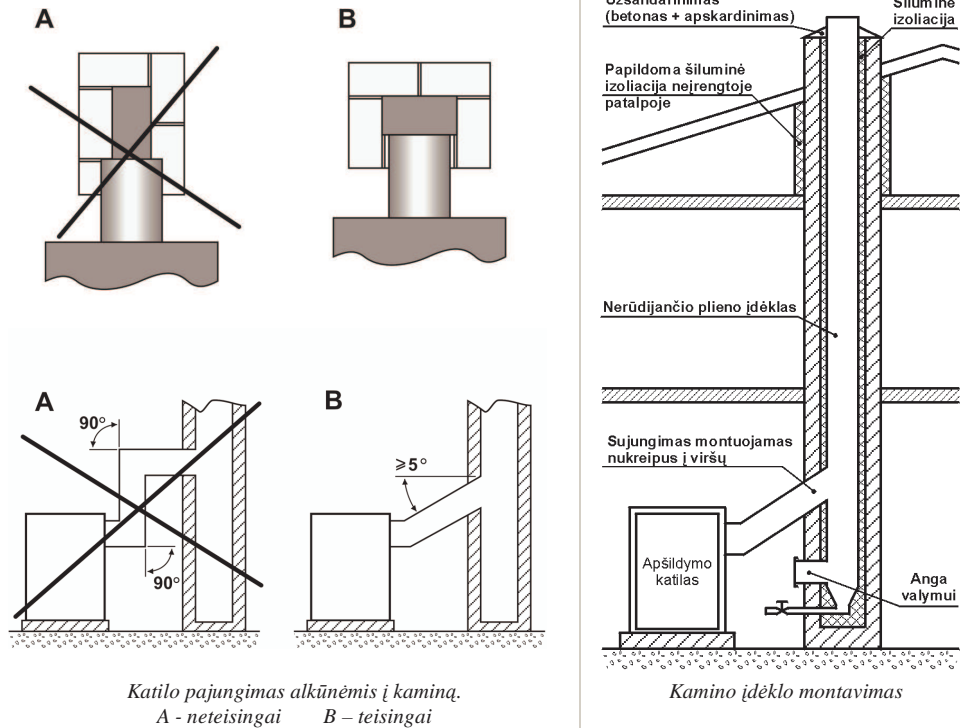 A
B
A
90°
90°
B
≥5°
Katilo pajungimas alkūnėmis į kaminą.
A - neteisingai B – teisingai
Užsandarinimas
(betonas + apskardinimas)
Šiluminė
izoliacija
Papildoma šiluminė
izoliacija neįrengtoje
patalpoje
Nerūdijančio plieno įdėklas
Sujungimas montuojamas
nukreipus į viršų
Apšildymo
katilas
Anga
valymui
Kamino įdėklo montavimas